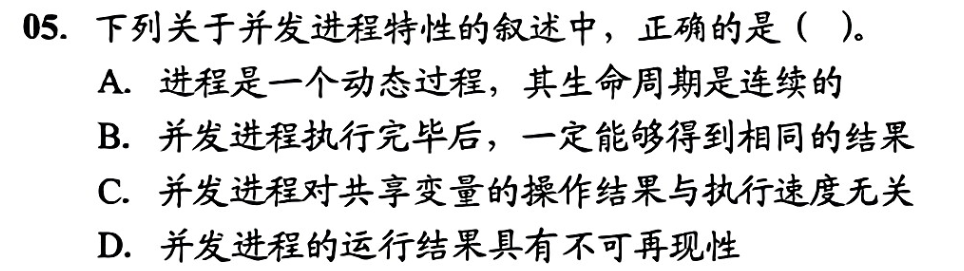 05. 下列关于并发进程特性的叙述中，正确的是（ ）。
A. 进程是一个动态过程，其生命周期是连续的
B. 并发进程执行完毕后，一定能够得到相同的结果
C. 并发进程对共享变量的操作结果与执行速度无关
D. 并发进程的运行结果具有不可再现性